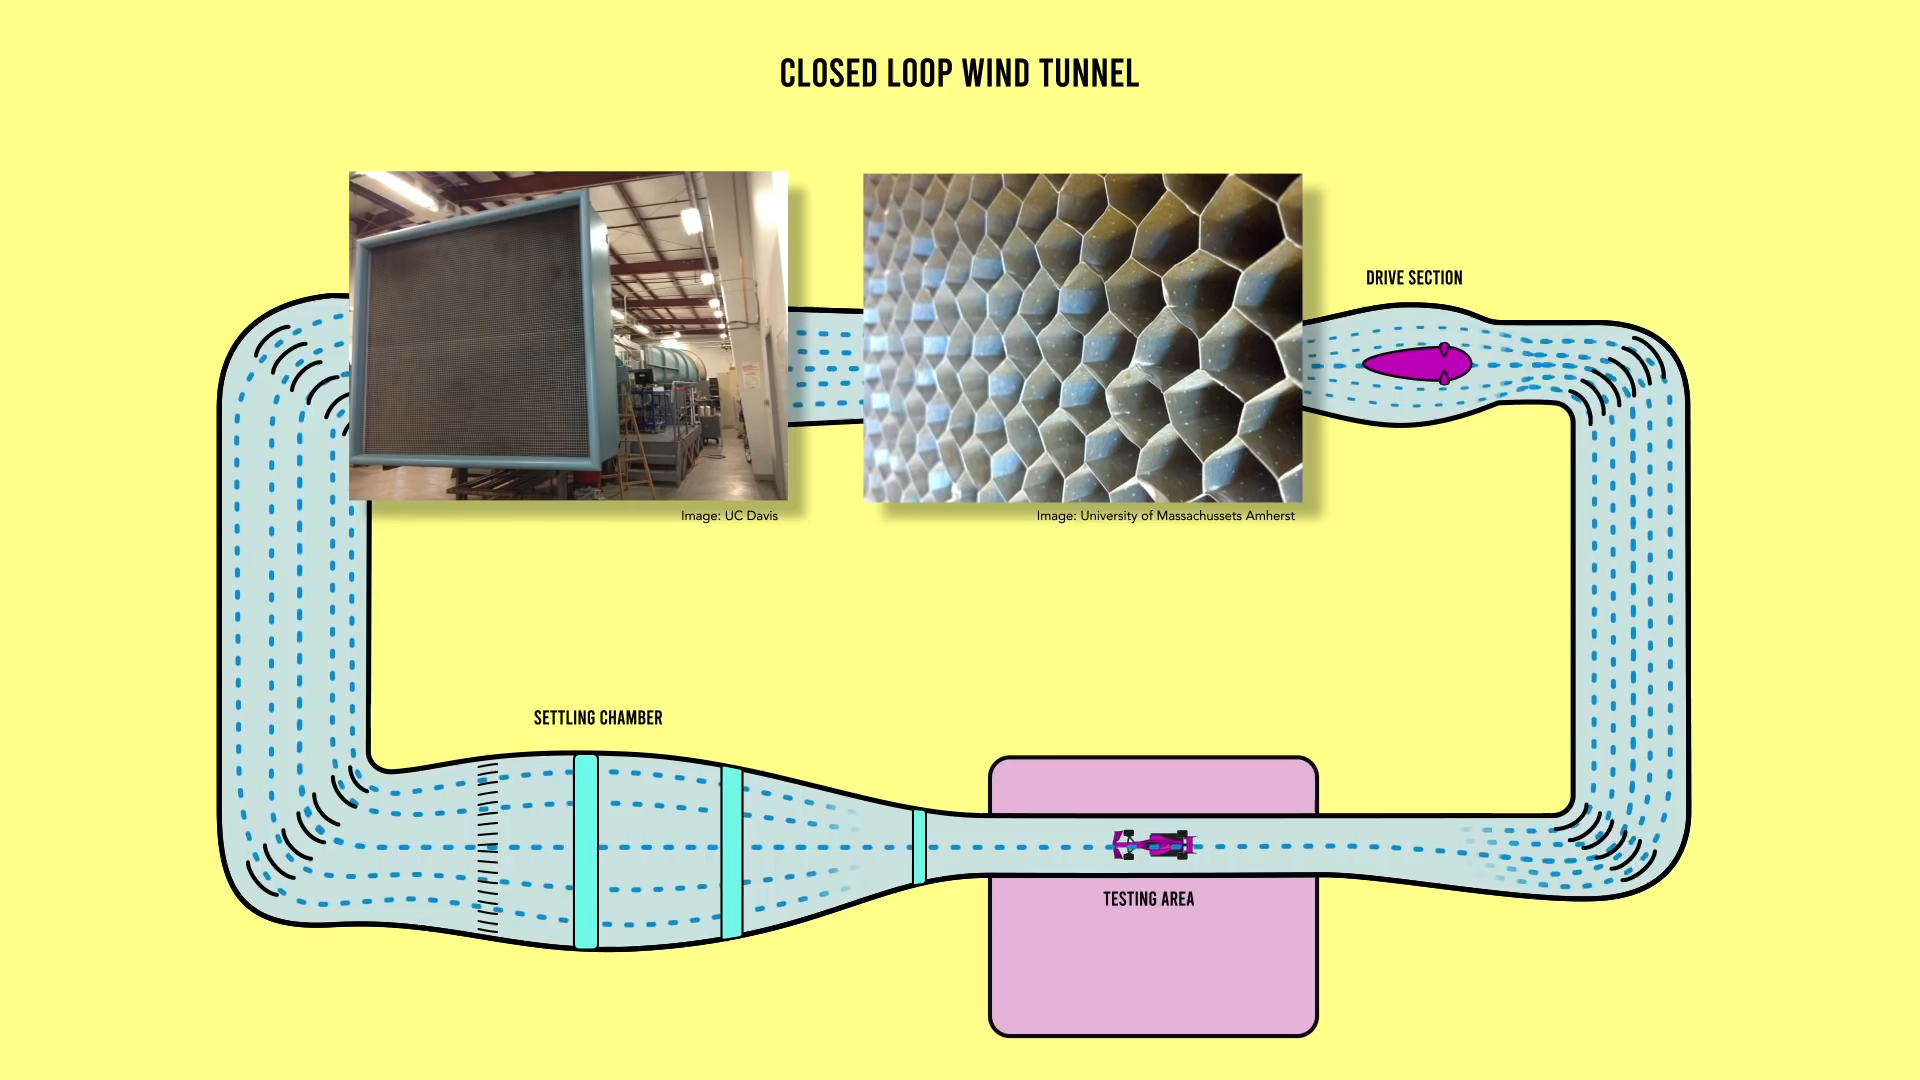 CLOSED LOOP WIND TUNNEL
DRIVE SECTION
Image: UC Davis
Image: University of Massachussets Amherst
SETTLING CHAMBER
TESTING AREA